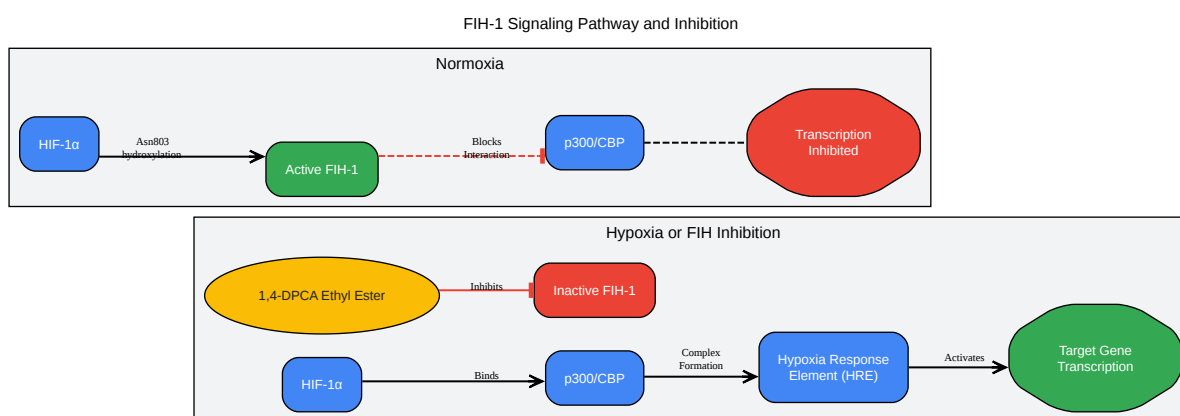 FIH-1 Signaling Pathway and Inhibition
Normoxia
HIF-1α
Asn803
hydroxylation
Active FIH-1
Blocks
Interaction
p300/CBP
Transcription
Inhibited
Hypoxia or FIH Inhibition
1,4-DPCA Ethyl Ester
Inhibits
Inactive FIH-1
HIF-1α
Binds
p300/CBP
Complex
Formation
Hypoxia Response
Element (HRE)
Activates
Target Gene
Transcription